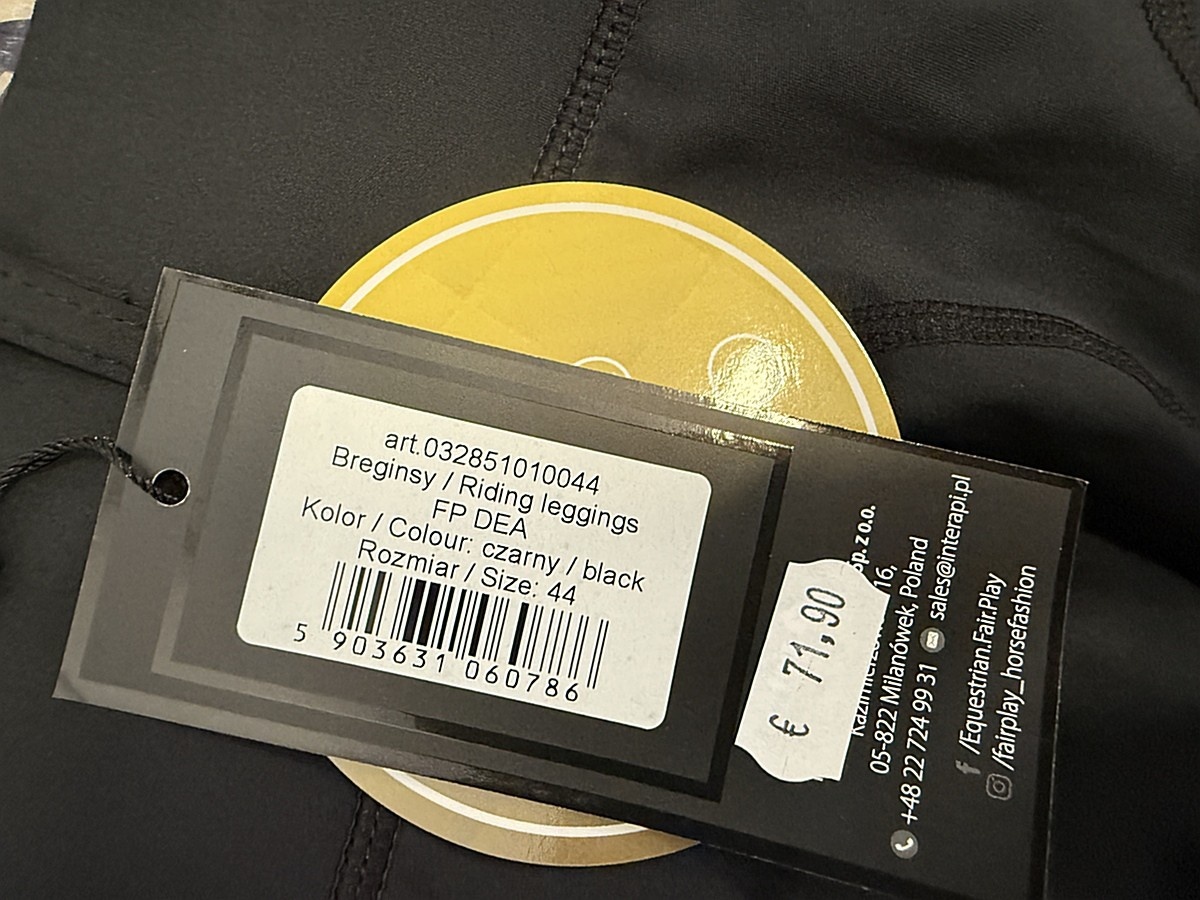 art.032851010044
Breginsy / Riding leggings
FP DEA
Kolor / Colour: czarny / black
Rozmiar / Size: 44
5 903631 060786
€ 71,90
Sp. z o.o.
16,
05-822 Milanówek, Poland
+48 22 724 99 31 sales@interapi.pl
/Equestrian.Fair.Play
/fairplay_horsefashion